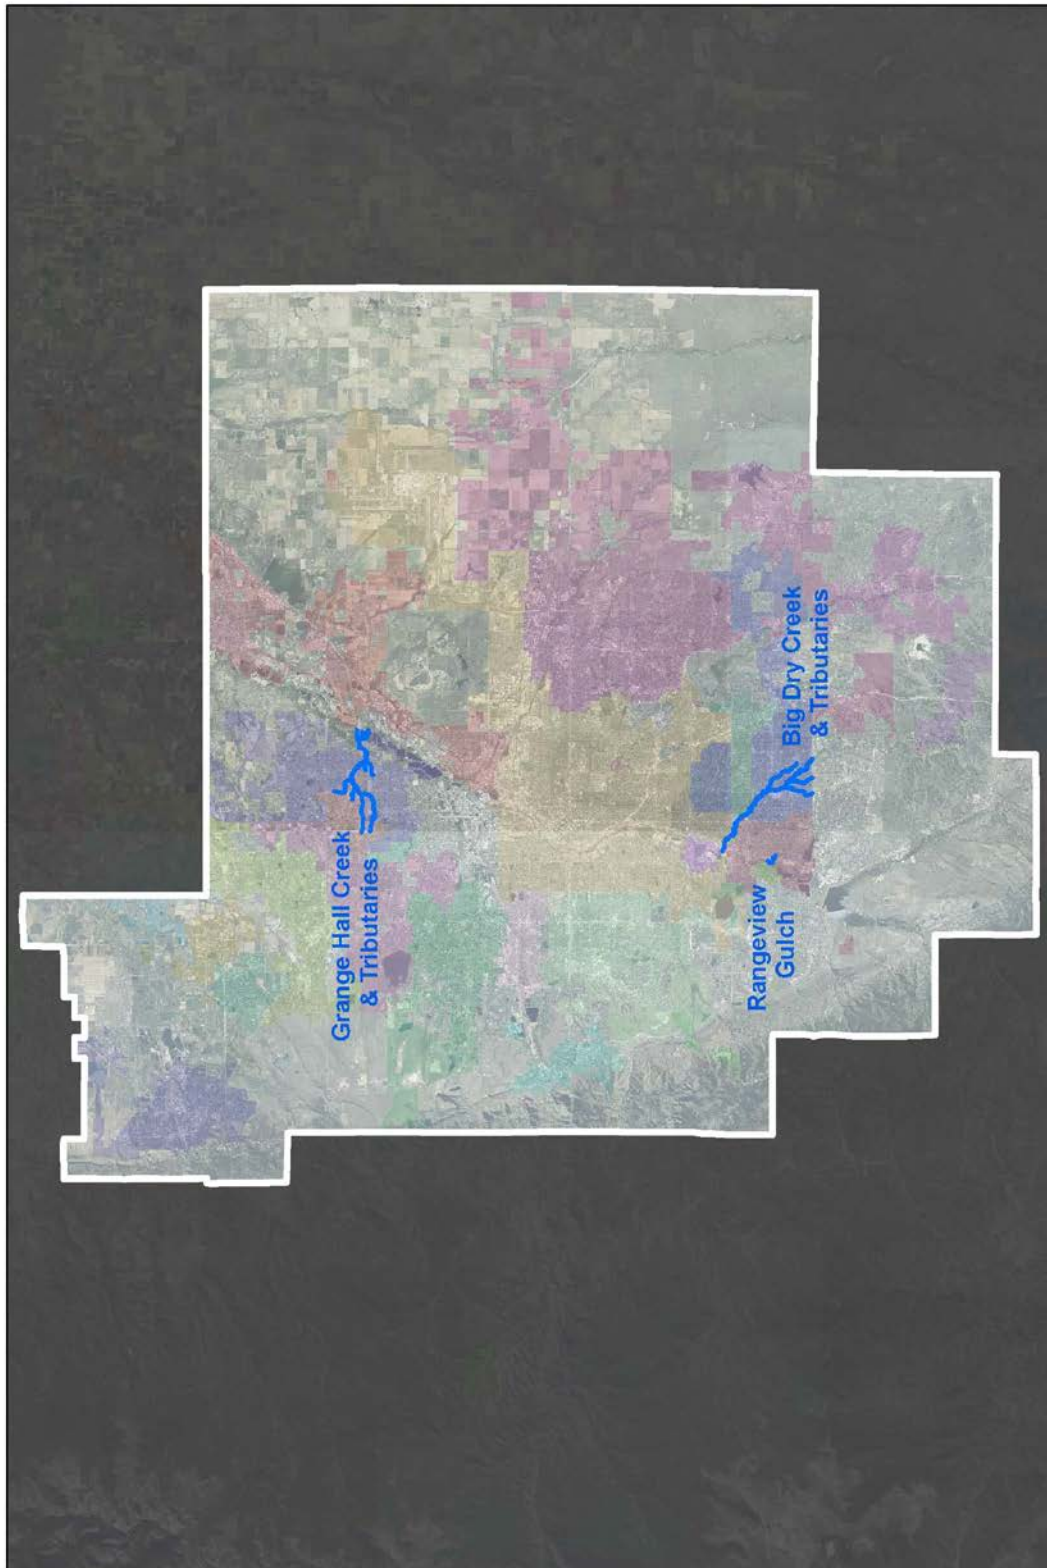 Grange Hall Creek
& Tributaries
Big Dry Creek
& Tributaries
Rangeview
Gulch